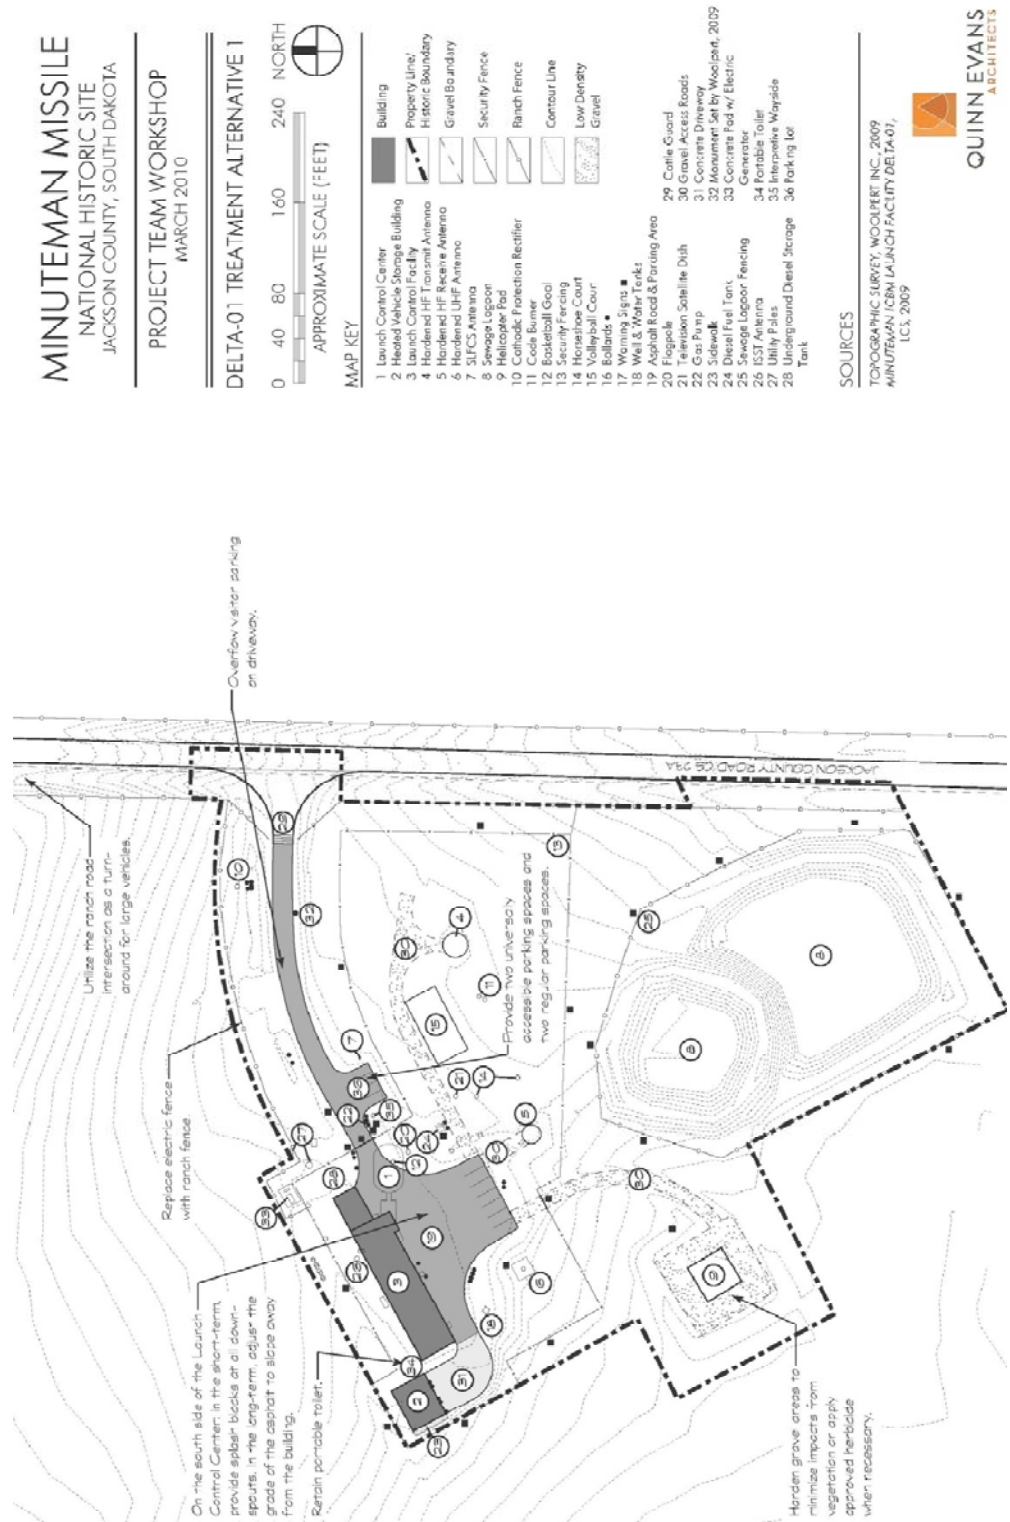 MINUTEMAN MISSILE
NATIONAL HISTORIC SITE
JACKSON COUNTY, SOUTH DAKOTA
PROJECT TEAM WORKSHOP
MARCH 2010
DELTA-01 TREATMENT ALTERNATIVE 1
0 40 80 160 240 NORTH
APPROXIMATE SCALE (FEET)
MAP KEY
1 Launch Control Center
2 Heated Vehicle Storage Building
3 Launch Control Facility
4 Hardened HF Transmit Antenna
5 Hardened HF Receive Antenna
6 Hardened UHF Antenna
7 SLFCS Antenna
8 Sewage Lagoon
9 Helicopter Pad
10 Cathodic Protection Rectifier
11 Code Burner
12 Basketball Goal
13 Security Fencing
14 Horseshoe Court
15 Volleyball Court
16 Bollards
17 Warning Signs
18 Well & Water Tanks
19 Asphalt Road & Parking Area
20 Flagpole
21 Television Satellite Dish
22 Gas Pump
23 Sidewalk
24 Diesel Fuel Tank
25 Sewage Lagoon Fencing
26 ISST Antenna
27 Utility Poles
28 Underground Diesel Storage
Tank
29 Cattle Guard
30 Gravel Access Roads
31 Concrete Driveway
32 Monument Set by Woolpert, 2009
33 Concrete Pad w/ Electric
Generator
34 Portable Toilet
35 Interpretive Wayside
36 Parking Lot
Building
Property Line/
Historic Boundary
Gravel Boundary
Security Fence
Ranch Fence
Contour Line
Low Density
Gravel
SOURCES
TOPOGRAPHIC SURVEY, WOOLPERT INC., 2009
MINUTEMAN ICBM LAUNCH FACILITY DELTA-01,
LCS, 2009
QUINN EVANS
ARCHITECTS
Overflow visitor parking
on driveway.
Utilize the ranch road
intersection as a turn-
around for large vehicles.
Replace electric fence
with ranch fence
On the south side of the Launch
Control Center, in the short-term,
provide splash blocks at all down-
spouts. In the long-term, adjust the
grade of the asphalt to slope away
from the building.
Retain portable toilet.
Provide two universally
accessible parking spaces and
two regular parking spaces.
Harden gravel areas to
minimize impacts from
vegetation or apply
approved herbicide
when necessary.
JACKSON COUNTY ROAD CS 23A